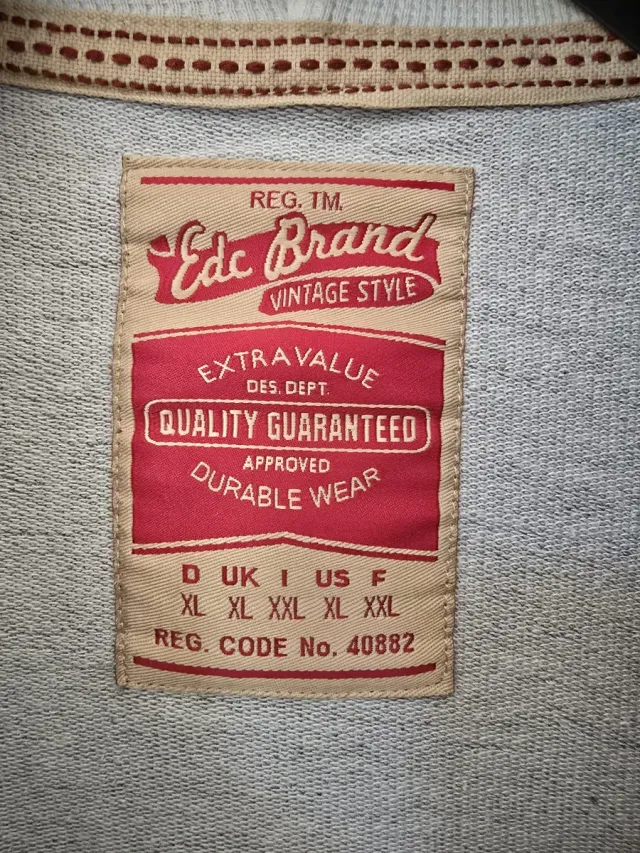 REG. TM.
Edc Brand
VINTAGE STYLE
EXTRAVALUE
DES. DEPT.
QUALITY GUARANTEED
APPROVED
DURABLE WEAR
D UK I US F
XL XL XXL XL XXL
REG. CODE No. 40882